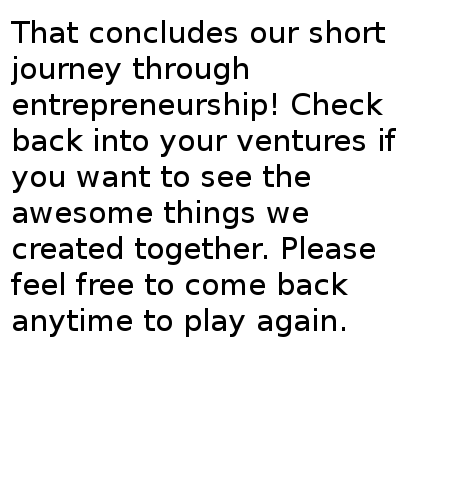 That concludes our short
journey through
entrepreneurship! Check
back into your ventures if
you want to see the
awesome things we
created together. Please
feel free to come back
anytime to play again.